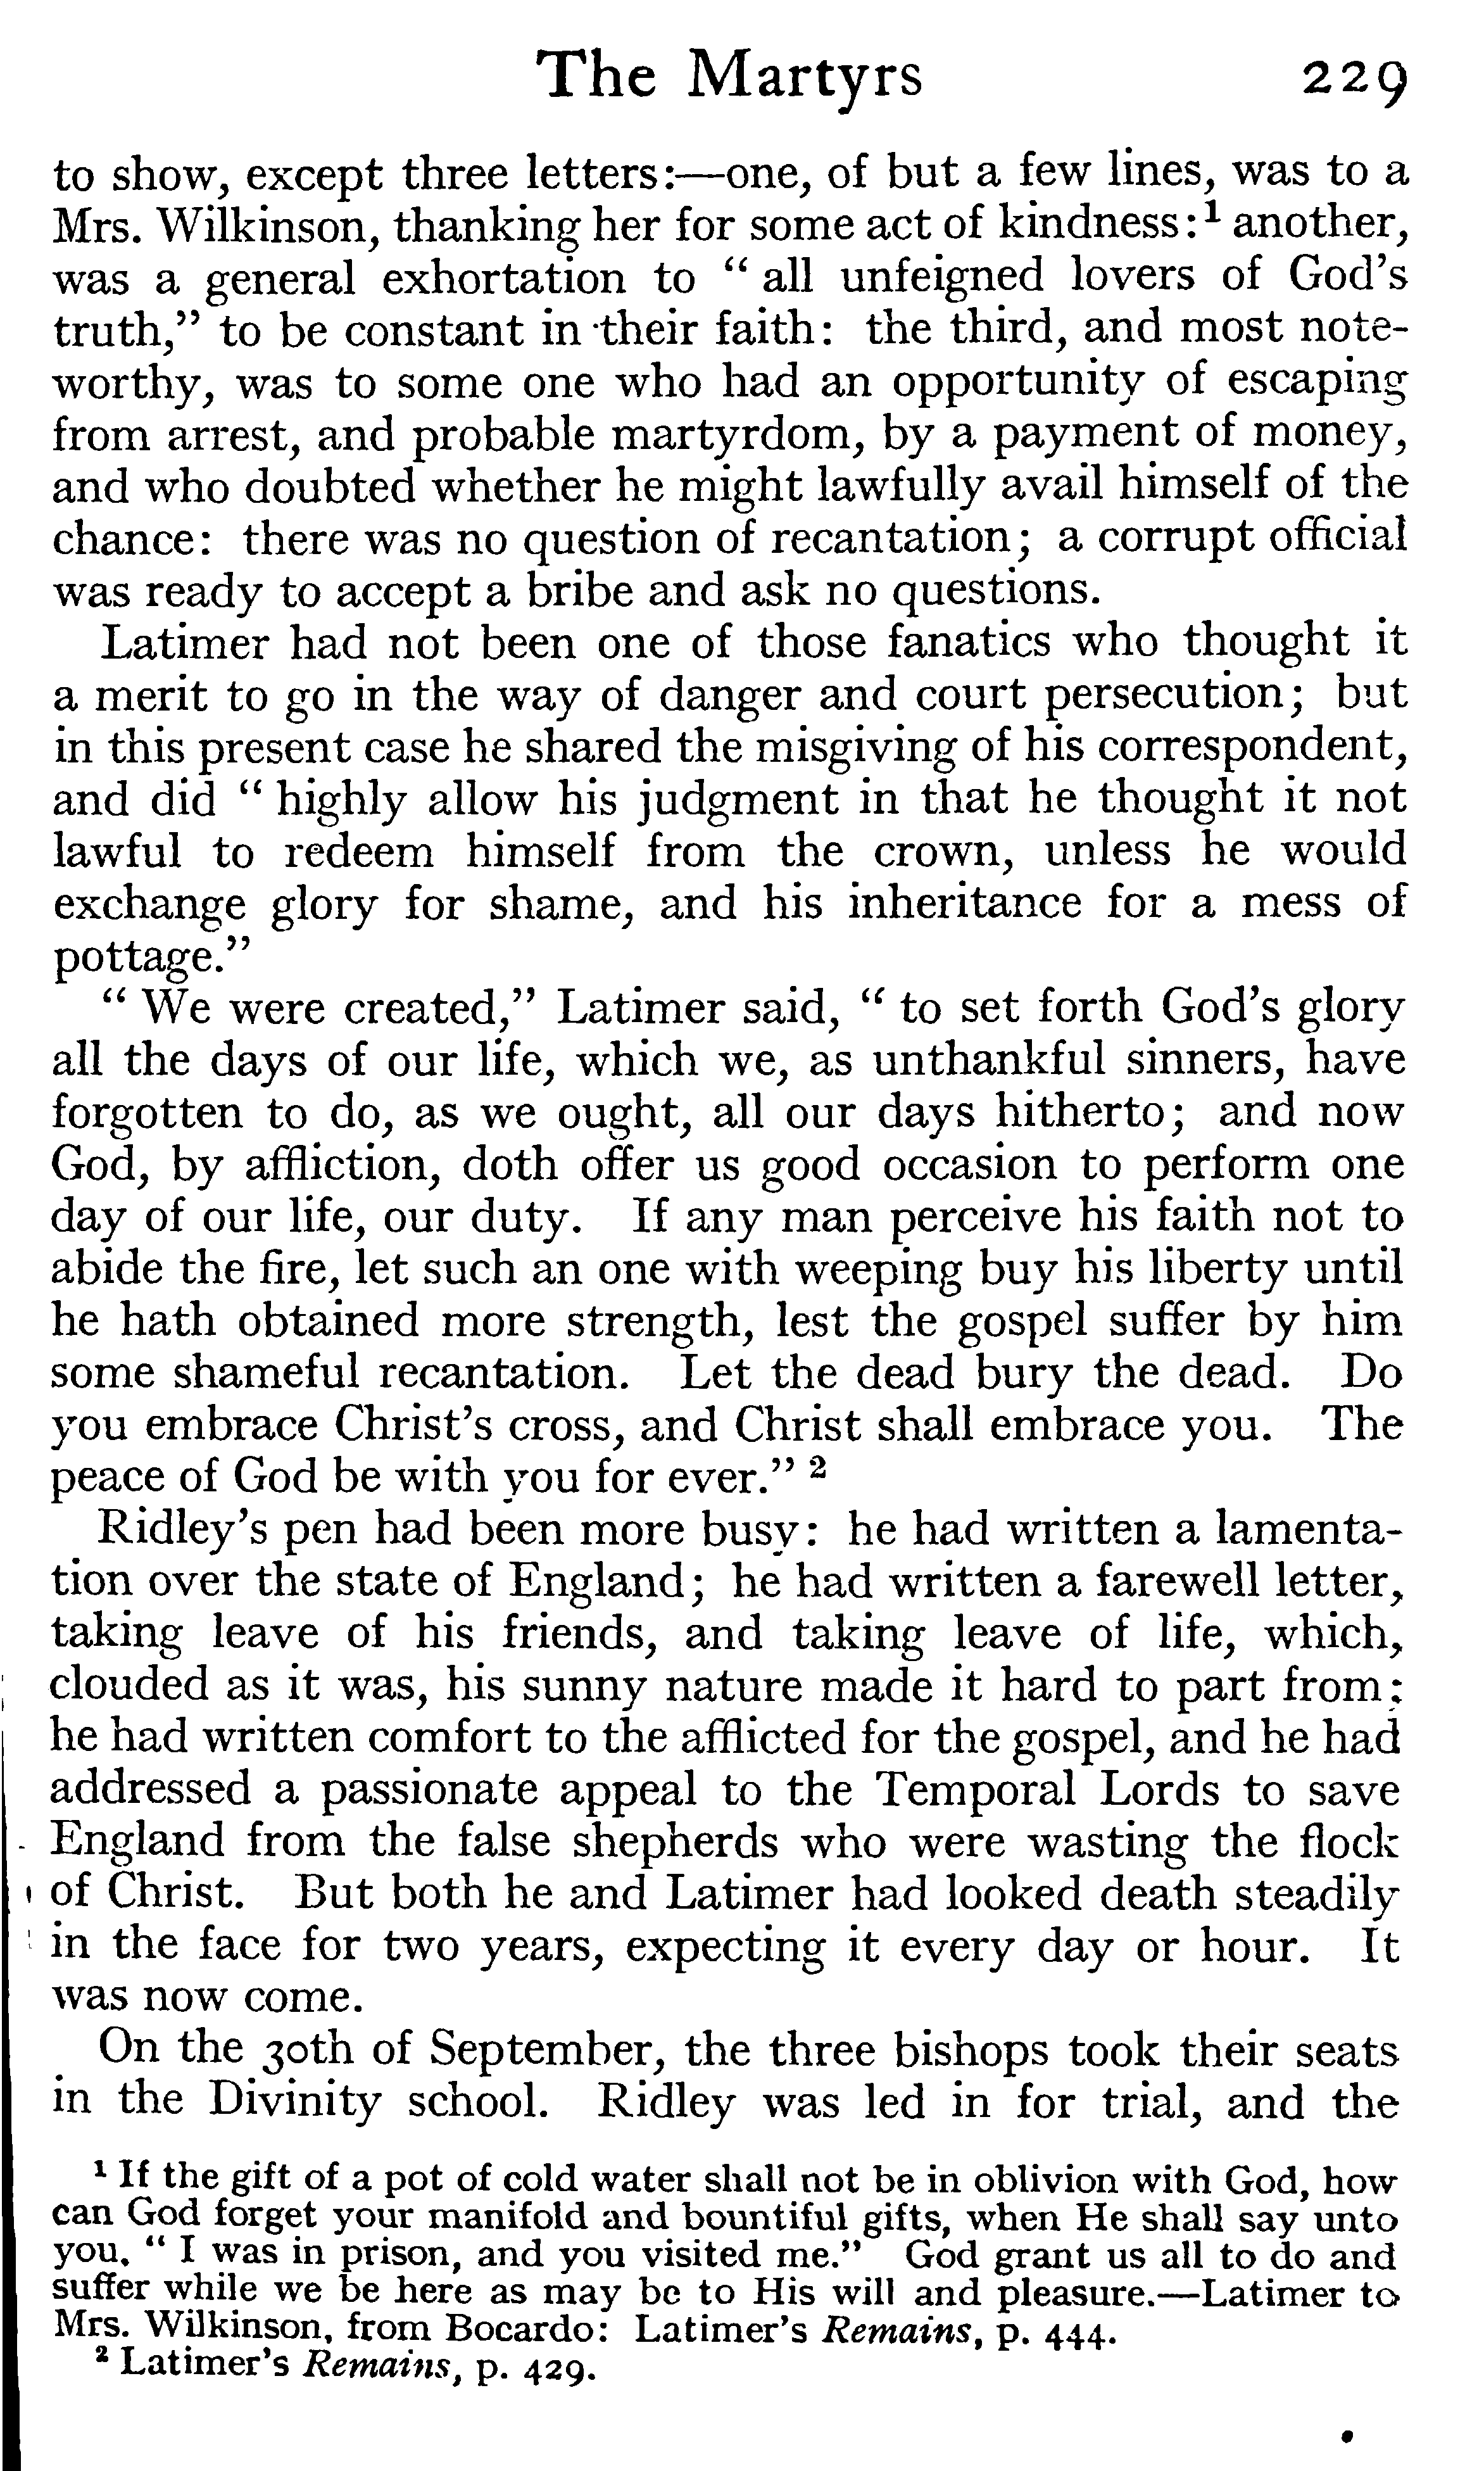 The Martyrs 229
to show, except three letters:—one, of but a few lines, was to a
Mrs. Wilkinson, thanking her for some act of kindness:¹ another,
was a general exhortation to “ all unfeigned lovers of God's
truth,” to be constant in their faith: the third, and most note-
worthy, was to some one who had an opportunity of escaping
from arrest, and probable martyrdom, by a payment of money,
and who doubted whether he might lawfully avail himself of the
chance: there was no question of recantation; a corrupt official
was ready to accept a bribe and ask no questions.
Latimer had not been one of those fanatics who thought it
a merit to go in the way of danger and court persecution; but
in this present case he shared the misgiving of his correspondent,
and did “ highly allow his judgment in that he thought it not
lawful to redeem himself from the crown, unless he would
exchange glory for shame, and his inheritance for a mess of
pottage.”
“ We were created,” Latimer said, “ to set forth God's glory
all the days of our life, which we, as unthankful sinners, have
forgotten to do, as we ought, all our days hitherto; and now
God, by affliction, doth offer us good occasion to perform one
day of our life, our duty. If any man perceive his faith not to
abide the fire, let such an one with weeping buy his liberty until
he hath obtained more strength, lest the gospel suffer by him
some shameful recantation. Let the dead bury the dead. Do
you embrace Christ's cross, and Christ shall embrace you. The
peace of God be with you for ever.” ²
Ridley's pen had been more busy: he had written a lamenta-
tion over the state of England; he had written a farewell letter,
taking leave of his friends, and taking leave of life, which,
clouded as it was, his sunny nature made it hard to part from;
he had written comfort to the afflicted for the gospel, and he had
addressed a passionate appeal to the Temporal Lords to save
England from the false shepherds who were wasting the flock
of Christ. But both he and Latimer had looked death steadily
in the face for two years, expecting it every day or hour. It
was now come.
On the 30th of September, the three bishops took their seats
in the Divinity school. Ridley was led in for trial, and the
¹ If the gift of a pot of cold water shall not be in oblivion with God, how
can God forget your manifold and bountiful gifts, when He shall say unto
you, “ I was in prison, and you visited me.” God grant us all to do and
suffer while we be here as may be to His will and pleasure.—Latimer to
Mrs. Wilkinson, from Bocardo: Latimer's Remains, p. 444.
² Latimer's Remains, p. 429.